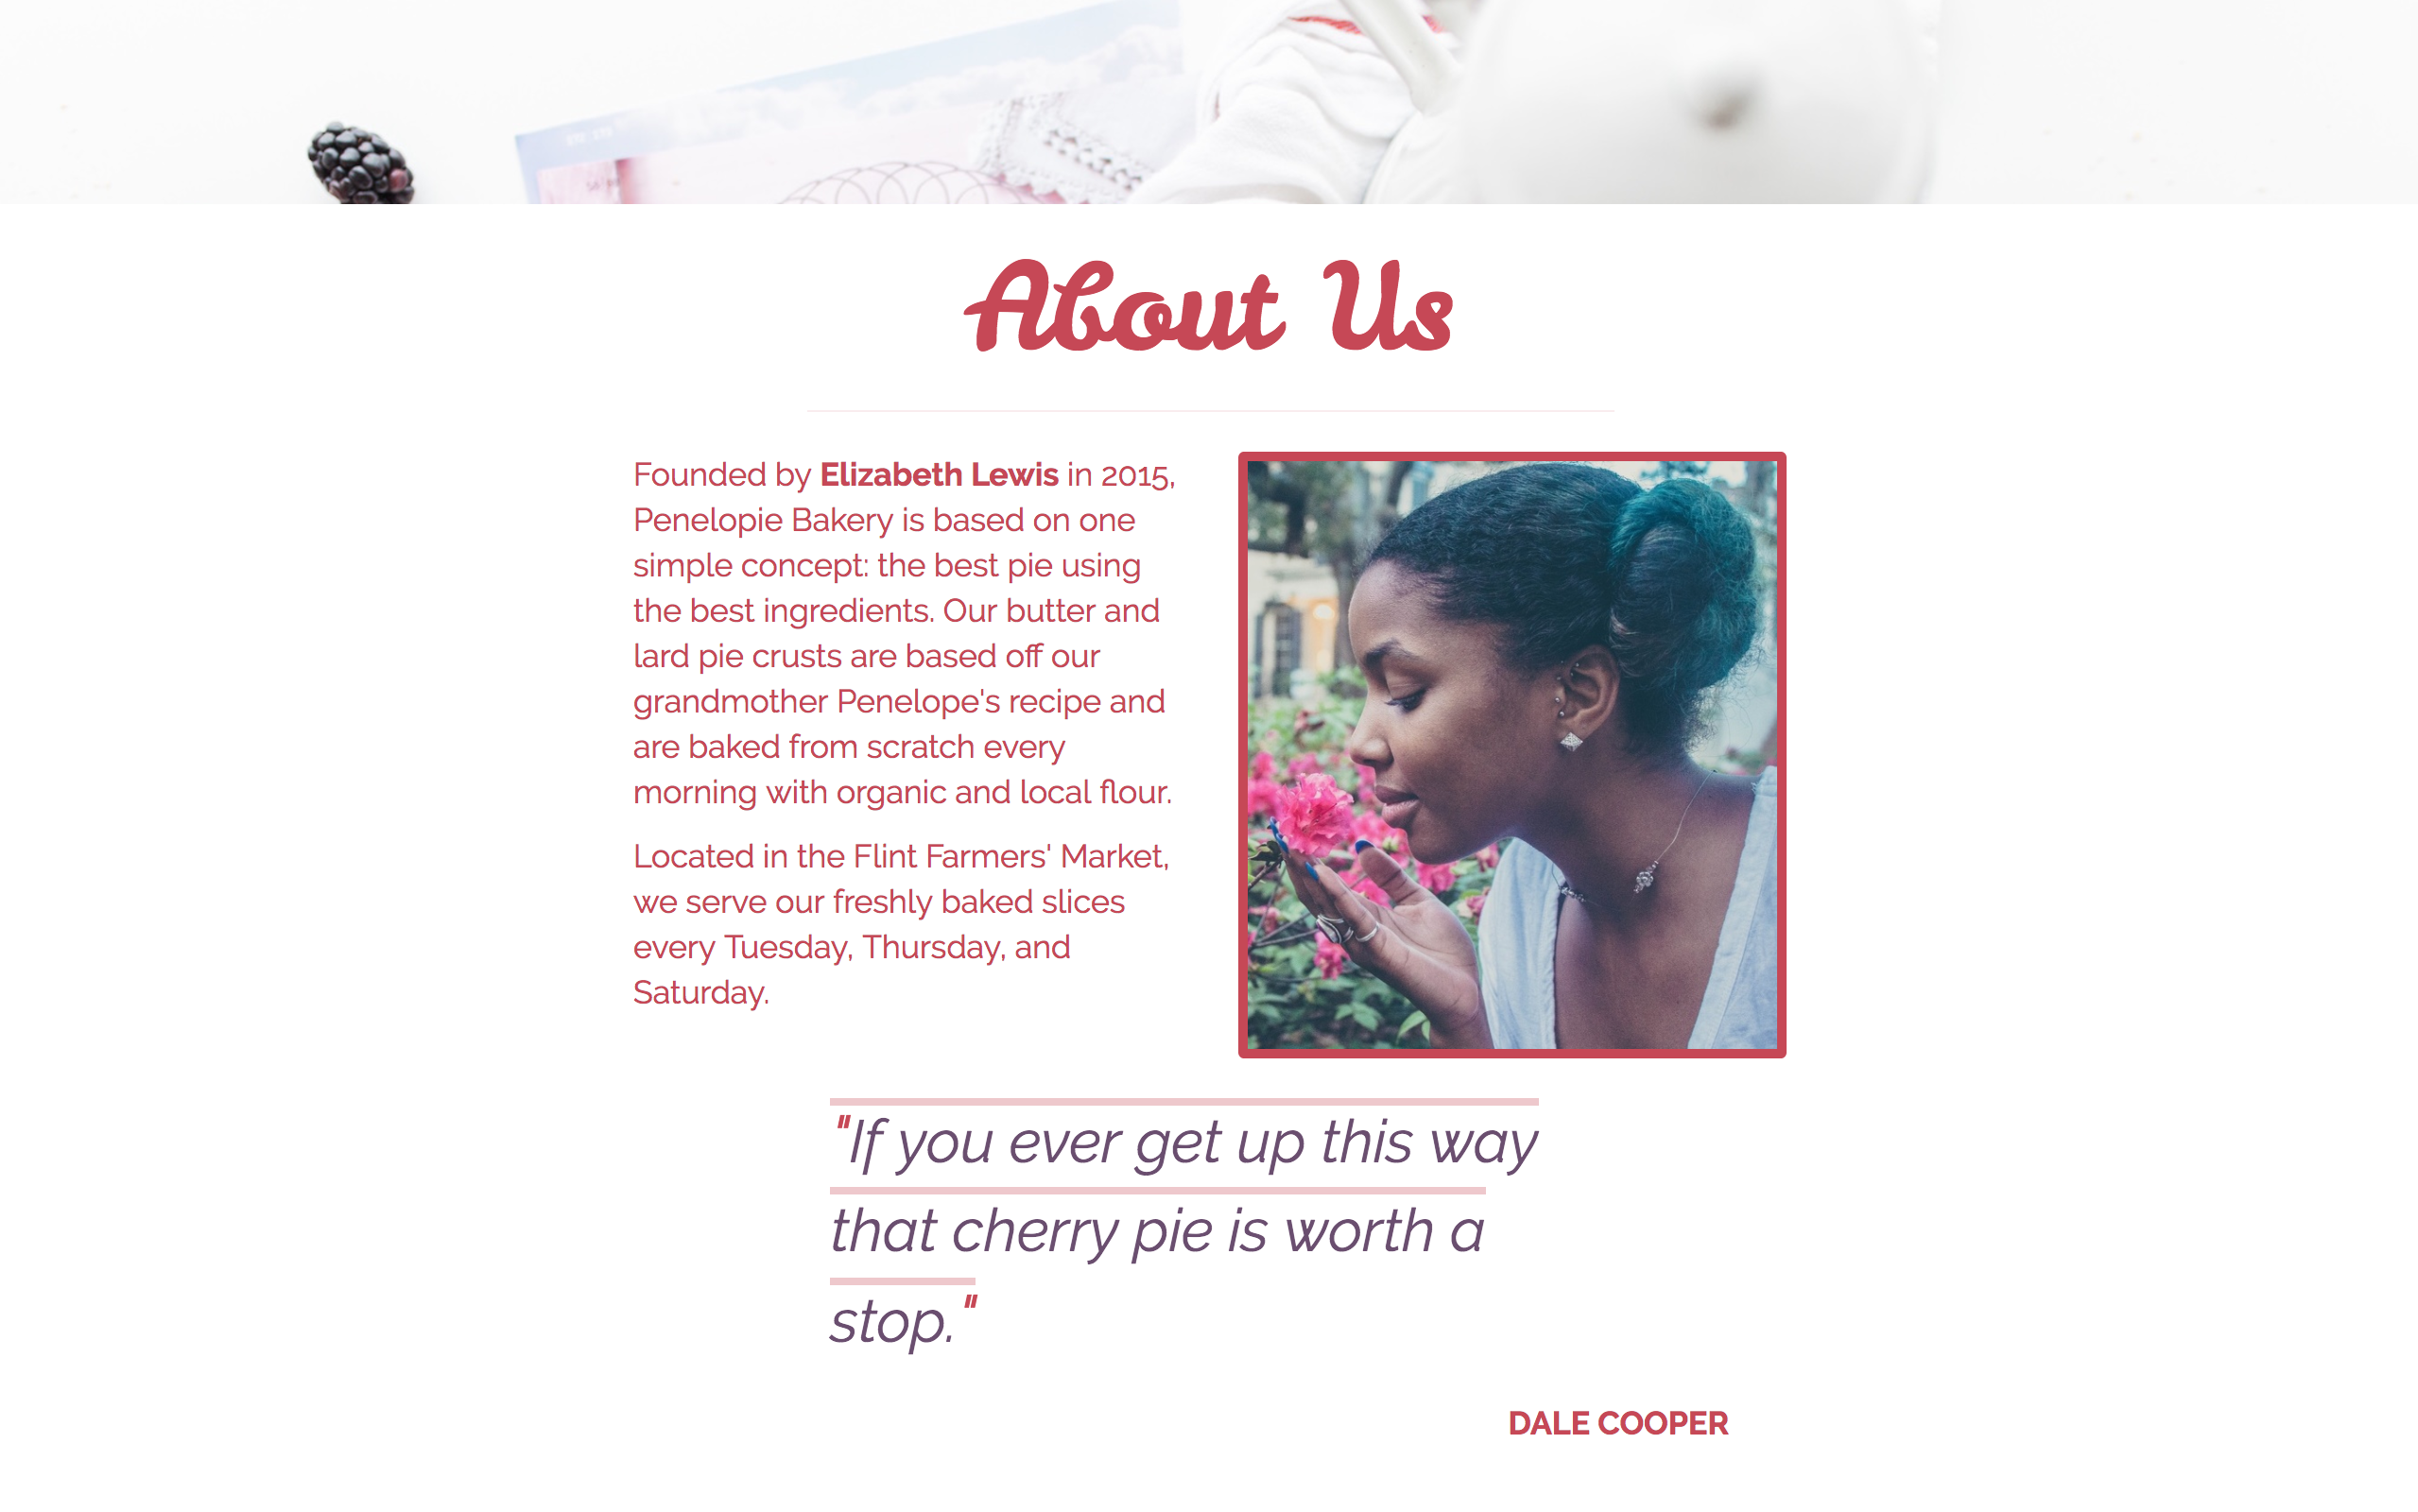 About Us
Founded by Elizabeth Lewis in 2015,
Penelopie Bakery is based on one
simple concept: the best pie using
the best ingredients. Our butter and
lard pie crusts are based off our
grandmother Penelope's recipe and
are baked from scratch every
morning with organic and local flour.
Located in the Flint Farmers' Market,
we serve our freshly baked slices
every Tuesday, Thursday, and
Saturday.
"If you ever get up this way
that cherry pie is worth a
stop."
DALE COOPER